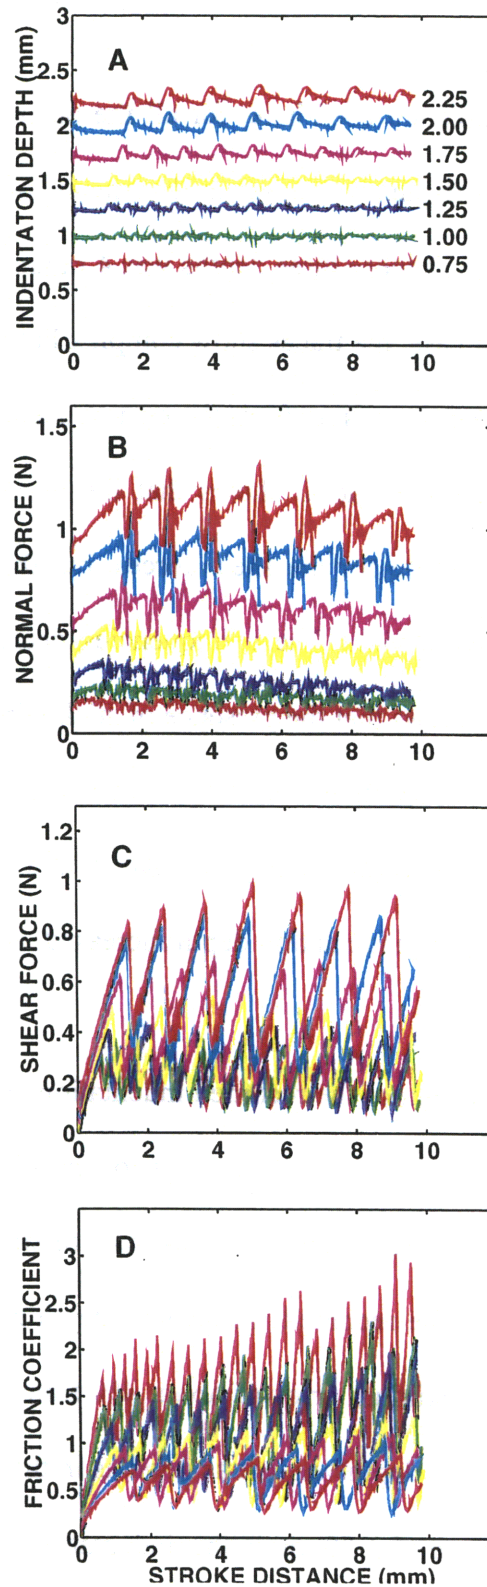 3
A
2.5
2.25
2
2.00
1.75
1.5
1.50
1.25
1
1.00
0.75
0.5
0
INDENTATON DEPTH (mm)
0 2 4 6 8 10
1.5
B
1
0.5
0
NORMAL FORCE (N)
0 2 4 6 8 10
1.2
C
1
0.8
0.6
0.4
0.2
0
SHEAR FORCE (N)
0 2 4 6 8 10
D
3
2.5
2
1.5
1
0.5
0
FRICTION COEFFICIENT
0 2 4 6 8 10
STROKE DISTANCE (mm)